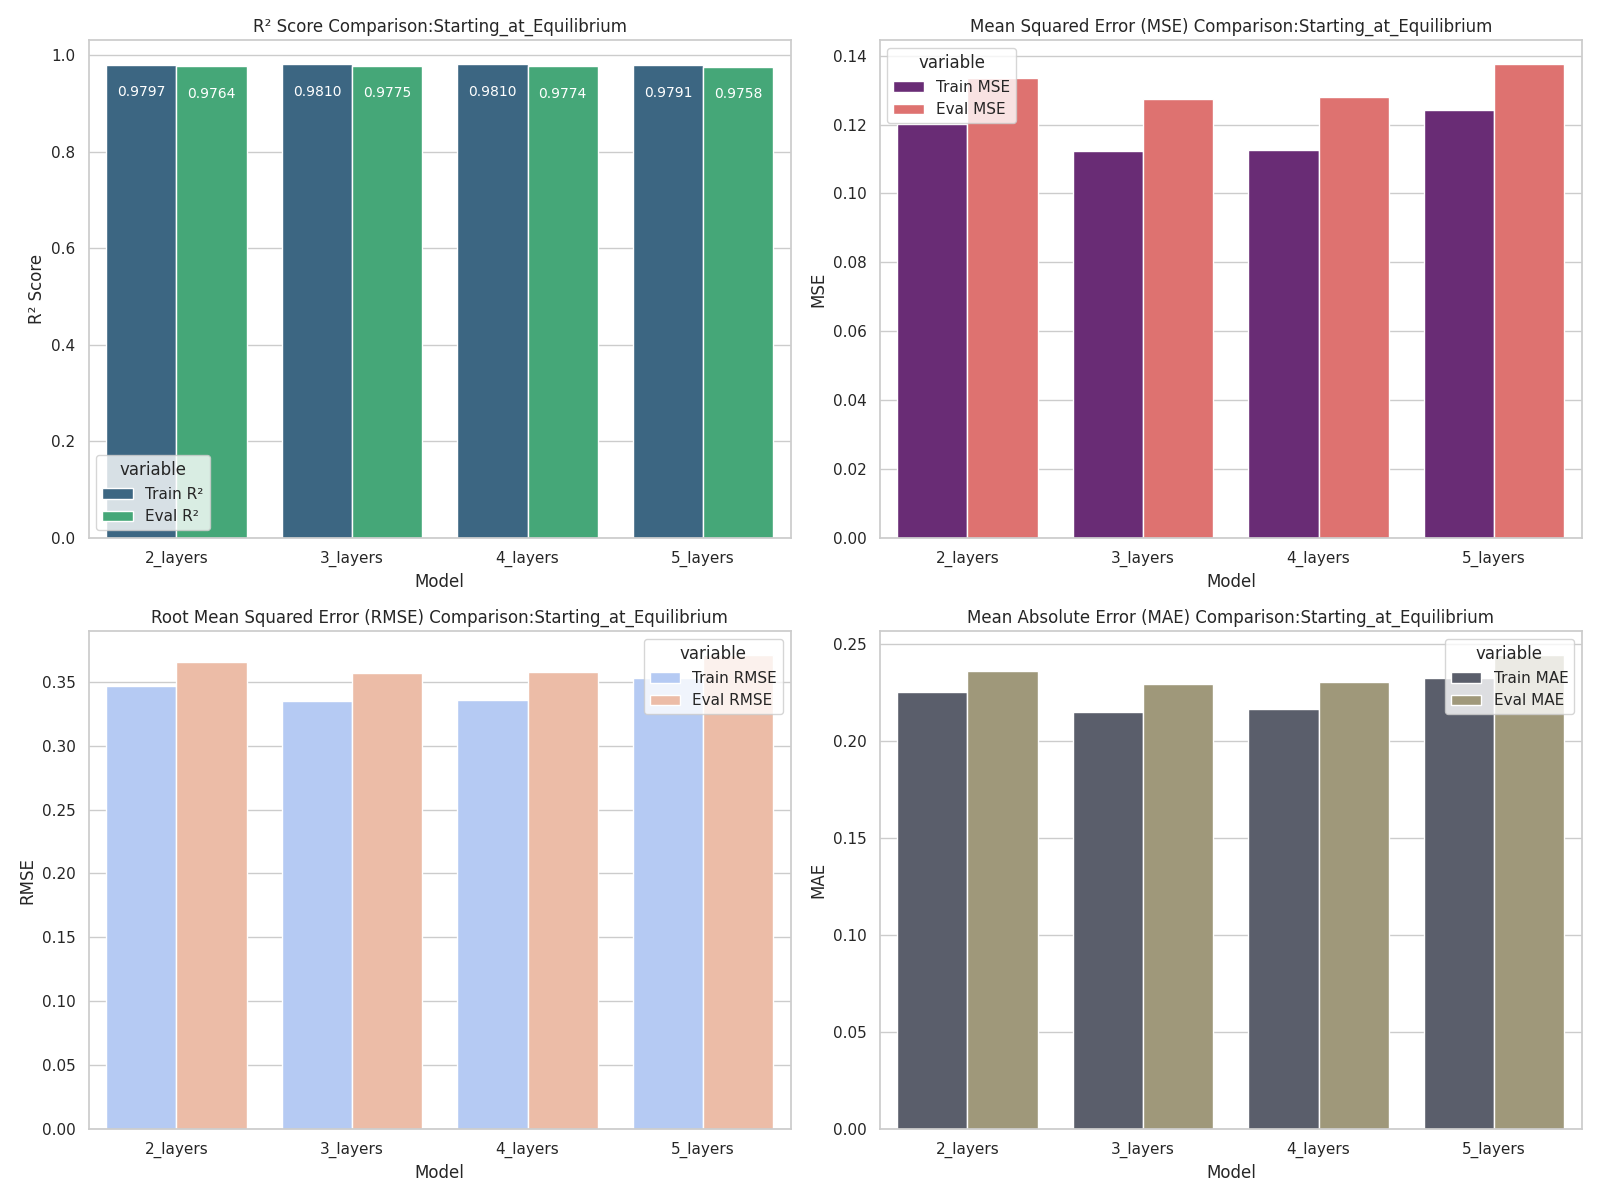 R² Score Comparison:Starting_at_Equilibrium
1.0
0.8
0.6
0.4
0.2
0.0
R² Score
0.9797 0.9764 0.9810 0.9775 0.9810 0.9774 0.9791 0.9758
variable
Train R²
Eval R²
2_layers 3_layers 4_layers 5_layers
Model
Mean Squared Error (MSE) Comparison:Starting_at_Equilibrium
0.14
0.12
0.10
0.08
0.06
0.04
0.02
0.00
MSE
variable
Train MSE
Eval MSE
2_layers 3_layers 4_layers 5_layers
Model
Root Mean Squared Error (RMSE) Comparison:Starting_at_Equilibrium
0.35
0.30
0.25
0.20
0.15
0.10
0.05
0.00
RMSE
variable
Train RMSE
Eval RMSE
2_layers 3_layers 4_layers 5_layers
Model
Mean Absolute Error (MAE) Comparison:Starting_at_Equilibrium
0.25
0.20
0.15
0.10
0.05
0.00
MAE
variable
Train MAE
Eval MAE
2_layers 3_layers 4_layers 5_layers
Model